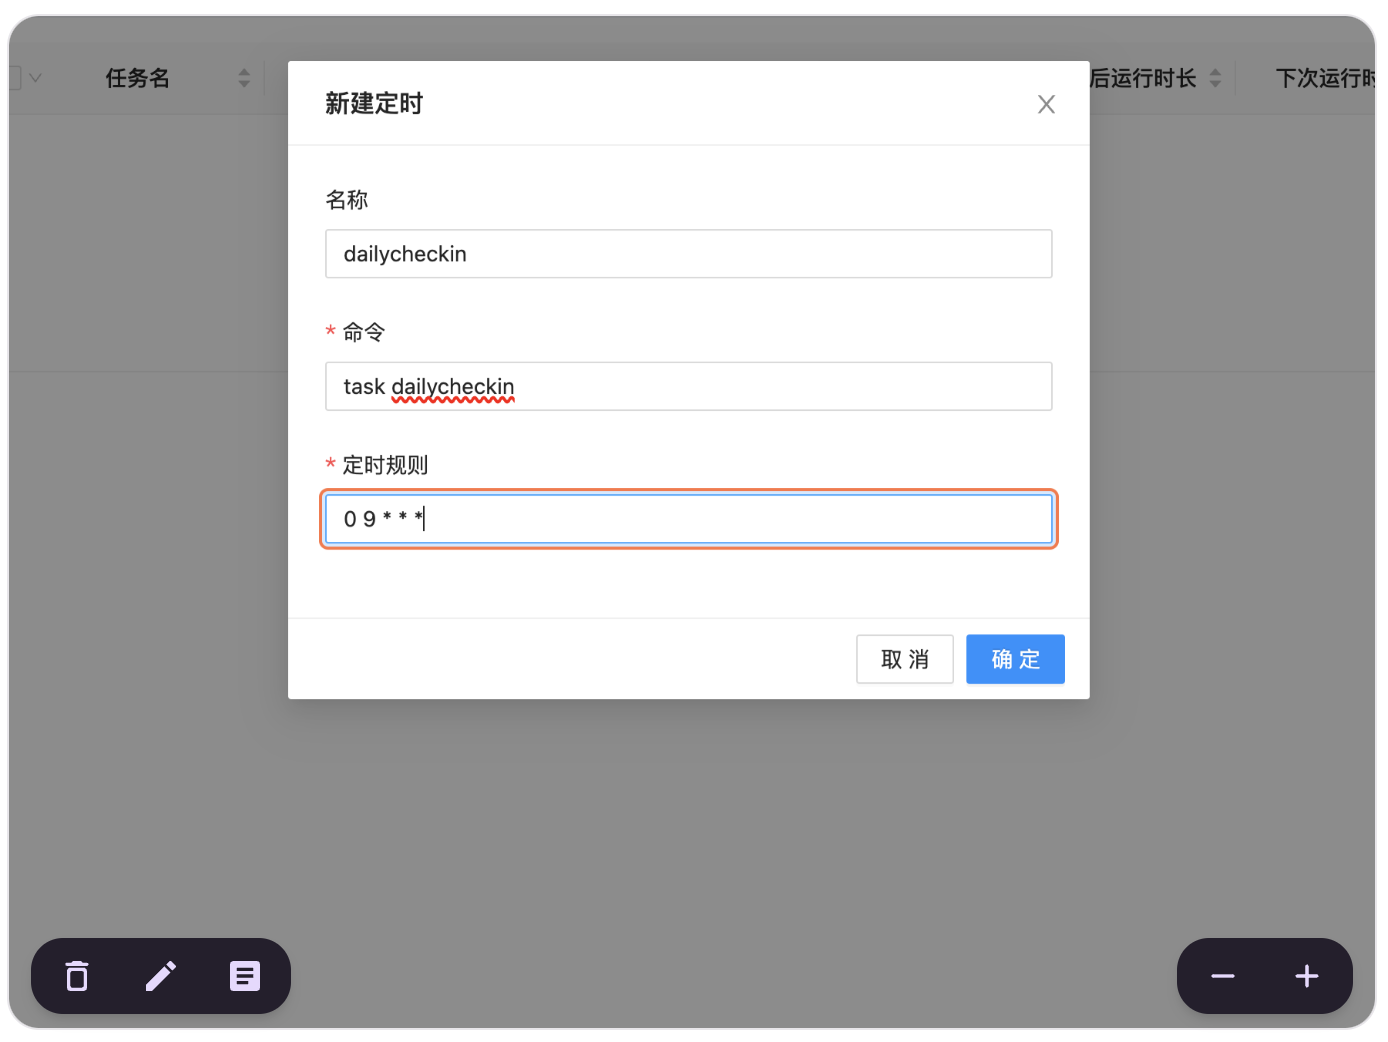 任务名
后运行时长
下次运行时
新建定时
名称
dailycheckin
* 命令
task dailycheckin
* 定时规则
0 9 * * *
取 消
确 定